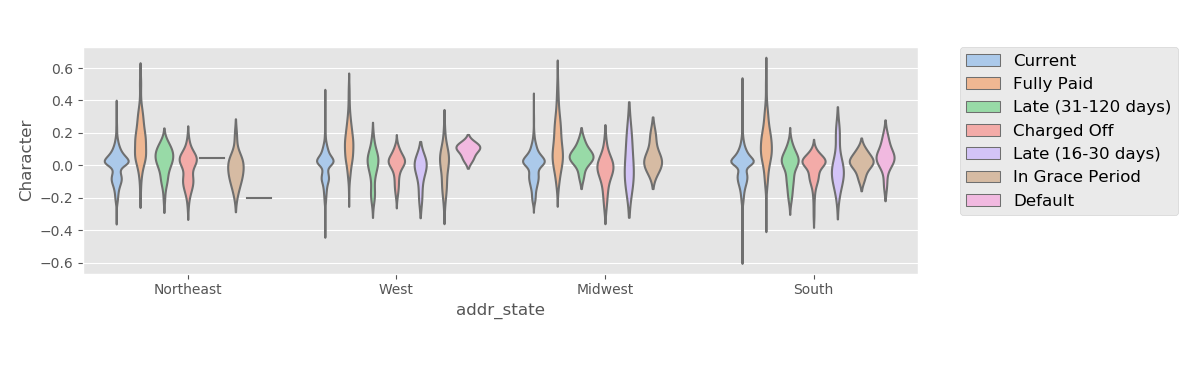 0.6
0.4
0.2
0.0
−0.2
−0.4
−0.6
Character
Northeast
West
Midwest
South
addr_state
Current
Fully Paid
Late (31-120 days)
Charged Off
Late (16-30 days)
In Grace Period
Default